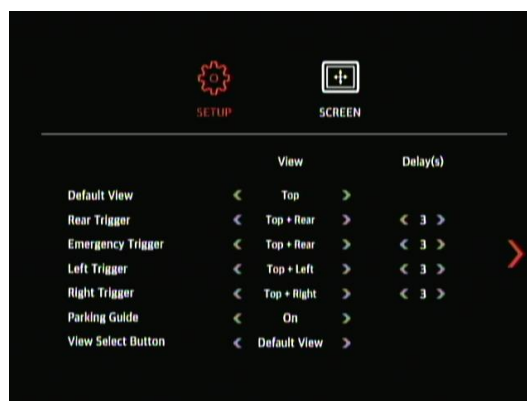 SETUP SCREEN
View Delay(s)
Default View < Top >
Rear Trigger < Top + Rear > < 3 >
Emergency Trigger < Top + Rear > < 3 >
Left Trigger < Top + Left > < 3 >
Right Trigger < Top + Right > < 3 >
Parking Guide < On >
View Select Button < Default View >